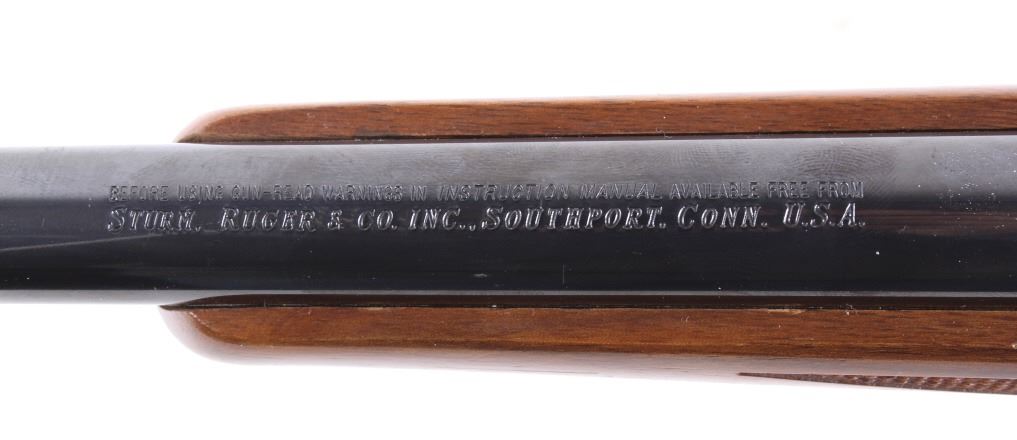 BEFORE USING GUN-READ WARNINGS IN INSTRUCTION MANUAL AVAILABLE FREE FROM
STURM, RUGER & CO. INC., SOUTHPORT. CONN. U.S.A.